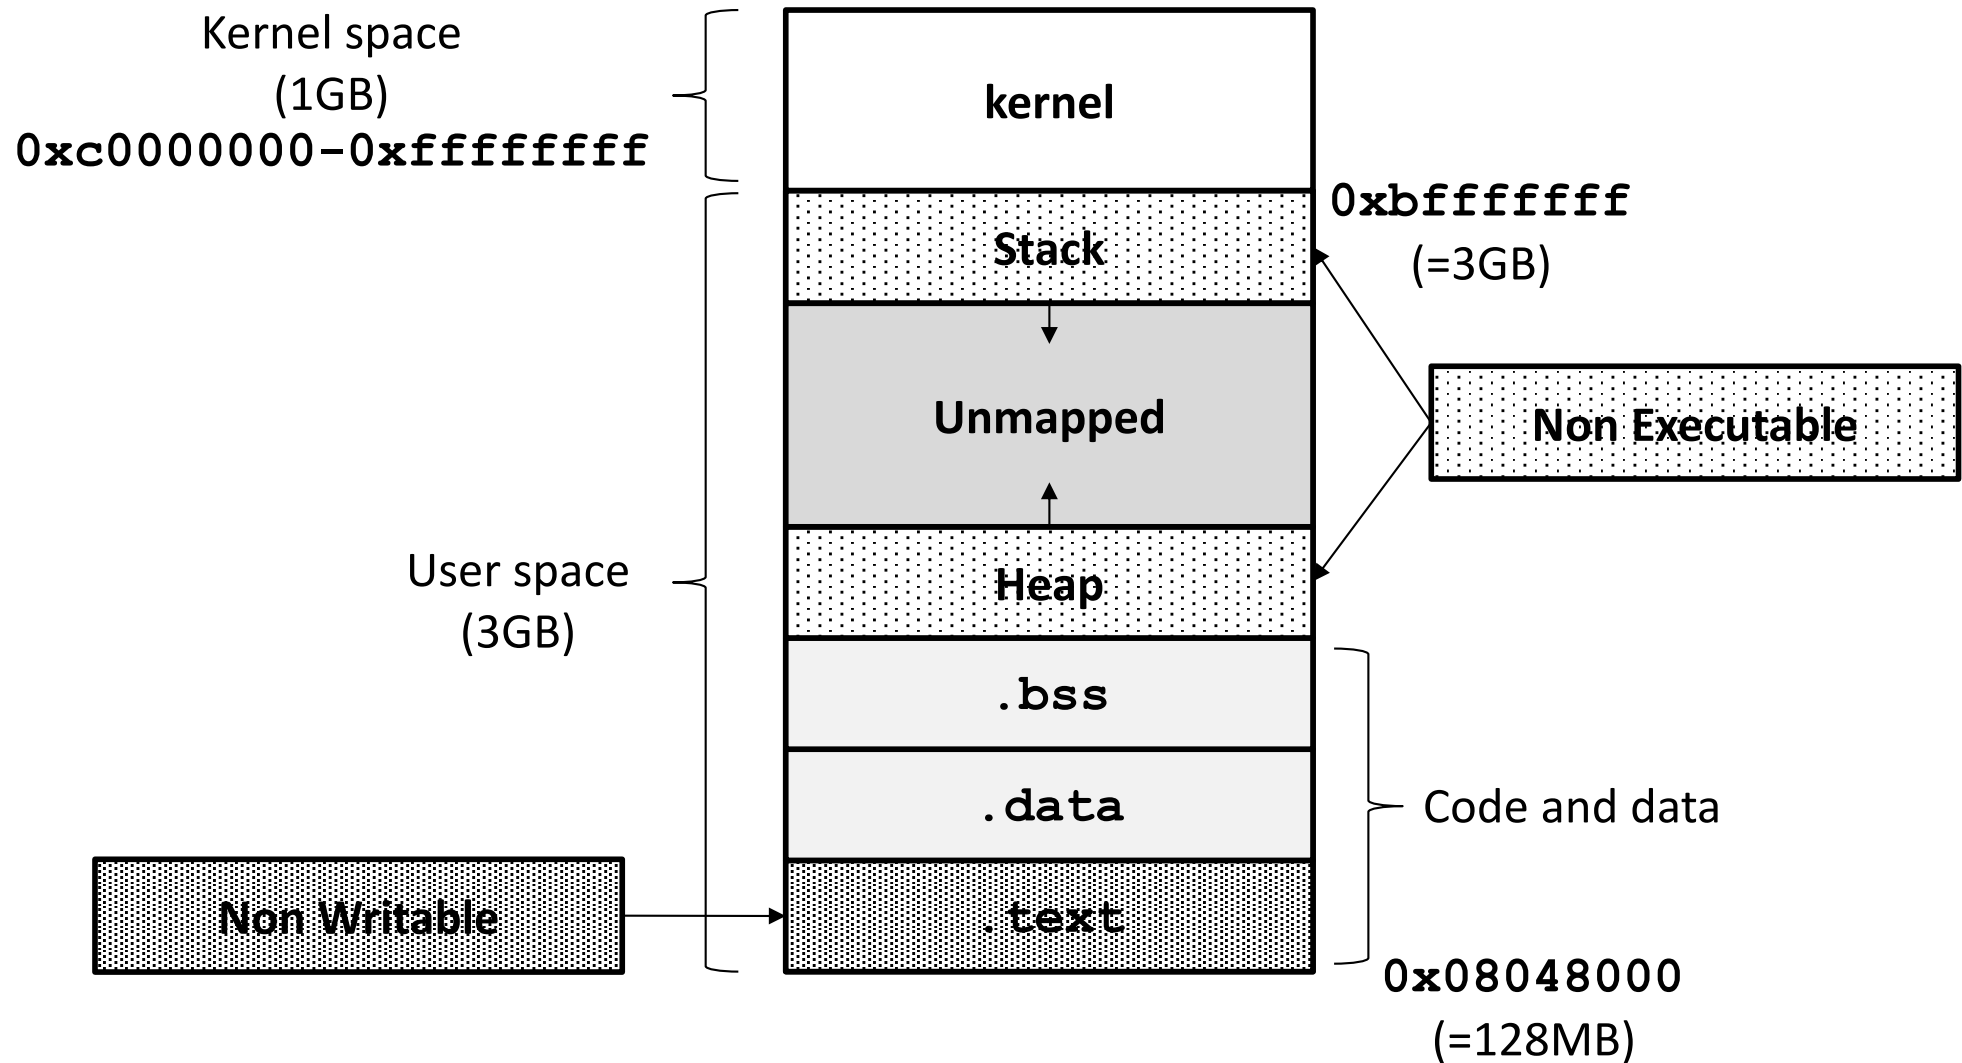 Kernel space
(1GB)
0xc0000000-0xffffffff
kernel
0xbfffffff
(=3GB)
Stack
Unmapped
Non Executable
User space
(3GB)
Heap
.bss
.data
Code and data
Non Writable
.text
0x08048000
(=128MB)